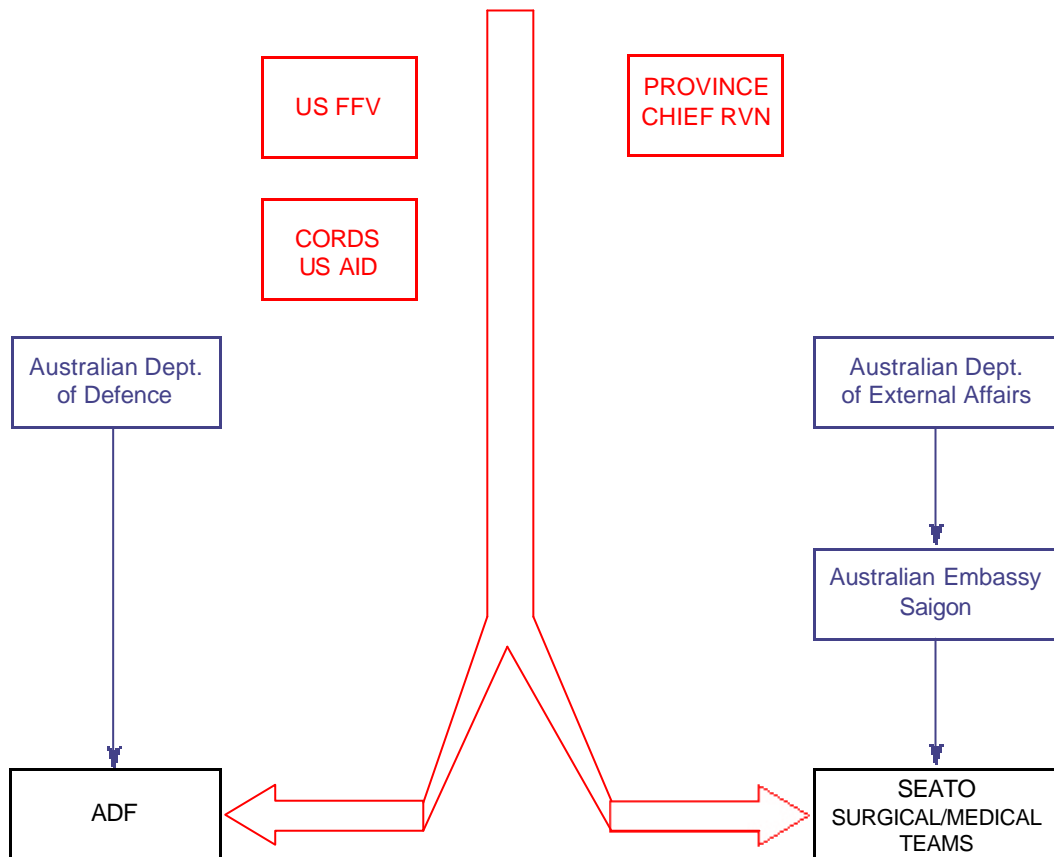 US FFV
PROVINCE
CHIEF RVN
CORDS
US AID
Australian Dept.
of Defence
Australian Dept.
of External Affairs
Australian Embassy
Saigon
ADF
SEATO
SURGICAL/MEDICAL
TEAMS